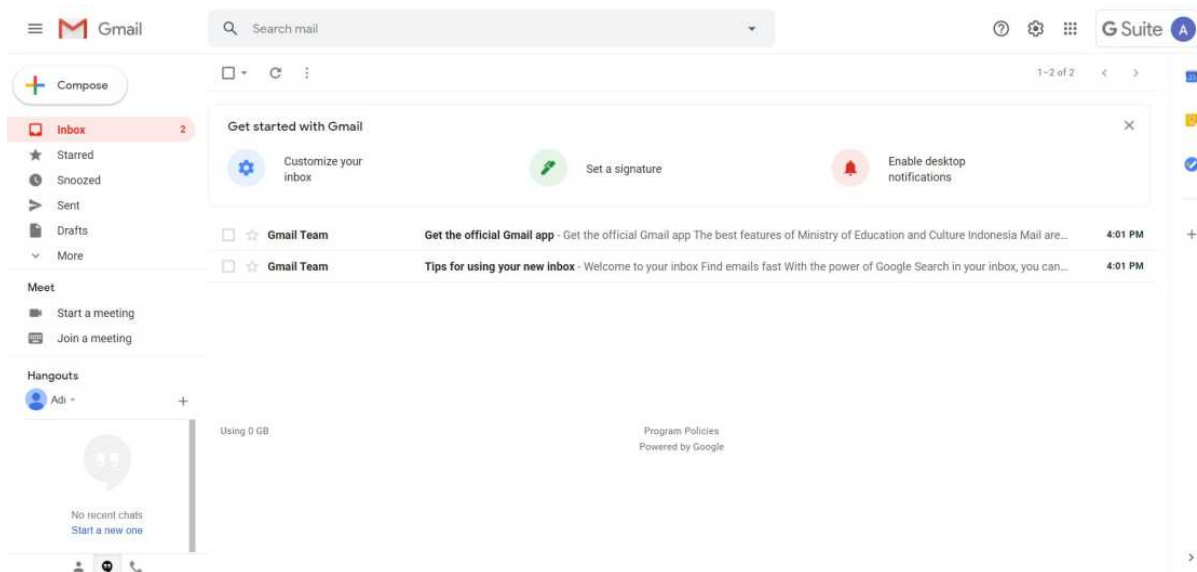 Gmail
Search mail
G Suite A
Compose
1-2 of 2
Inbox 2
Starred
Snoozed
Sent
Drafts
More
Meet
Start a meeting
Join a meeting
Hangouts
Adi
No recent chats
Start a new one
Get started with Gmail
Customize your
inbox
Set a signature
Enable desktop
notifications
Gmail Team Get the official Gmail app - Get the official Gmail app The best features of Ministry of Education and Culture Indonesia Mail are... 4:01 PM
Gmail Team Tips for using your new inbox - Welcome to your inbox Find emails fast With the power of Google Search in your inbox, you can... 4:01 PM
Using 0 GB
Program Policies
Powered by Google